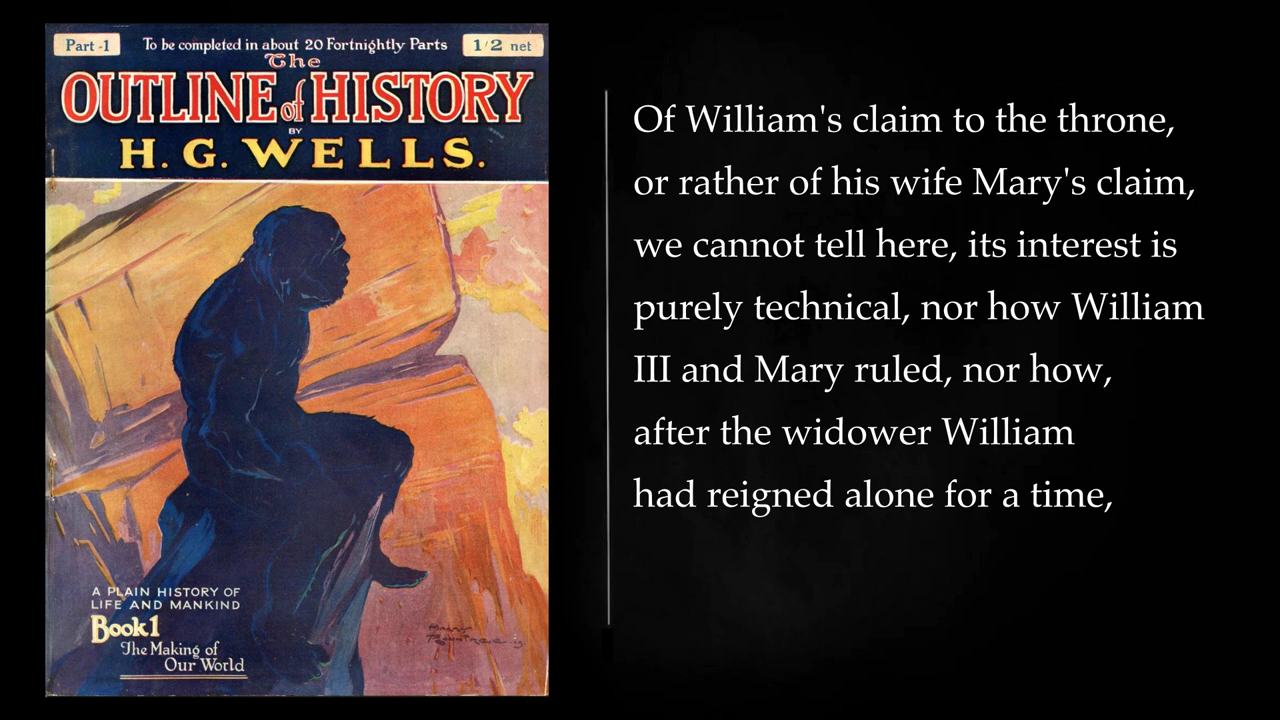 Part -1
To be completed in about 20 Fortnightly Parts
1/2 net
The
OUTLINE of HISTORY
BY
H. G. WELLS.
A PLAIN HISTORY OF
LIFE AND MANKIND
Book 1
The Making of
Our World
Of William's claim to the throne,
or rather of his wife Mary's claim,
we cannot tell here, its interest is
purely technical, nor how William
III and Mary ruled, nor how,
after the widower William
had reigned alone for a time,